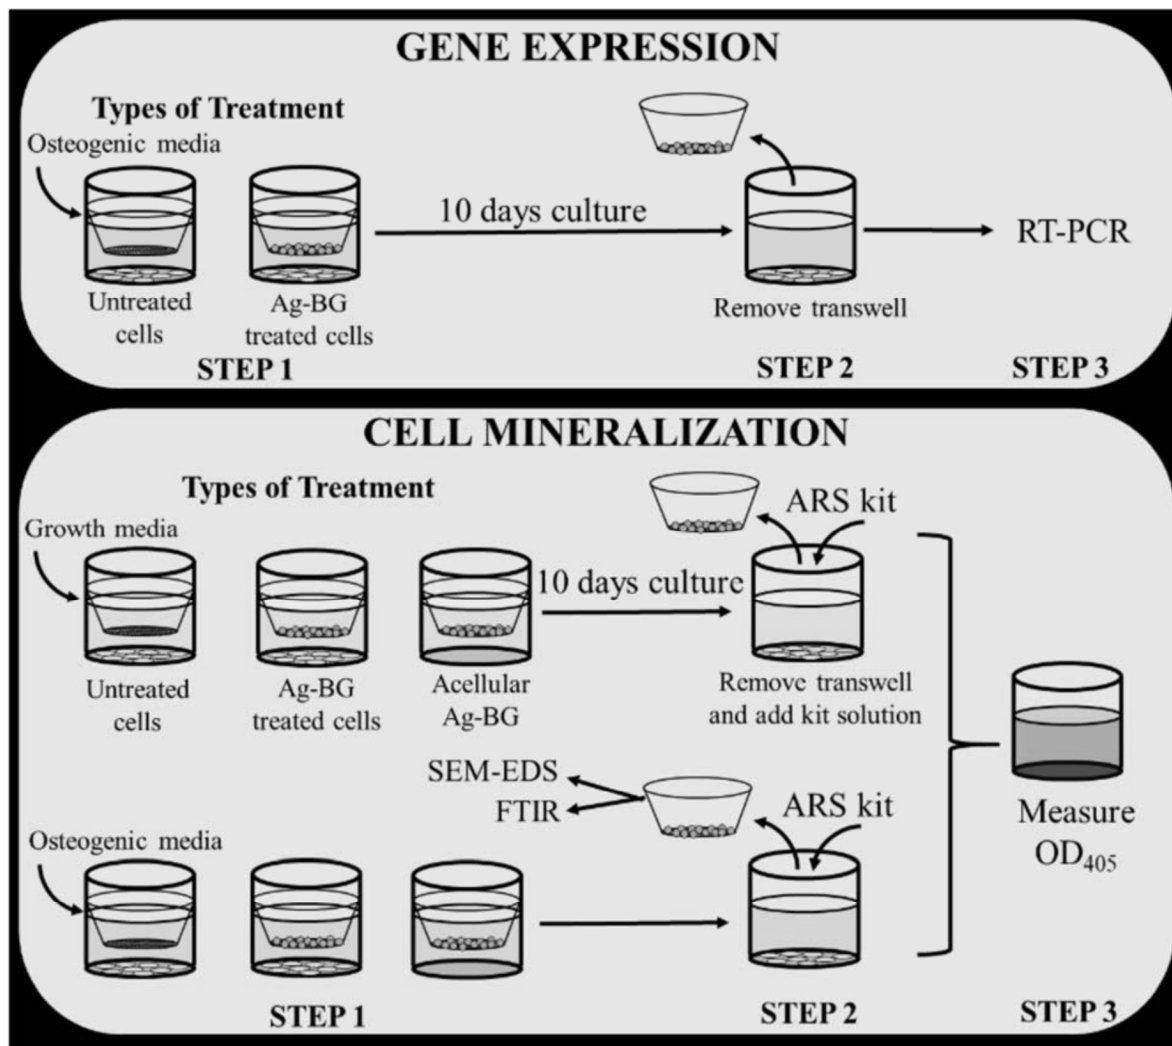 GENE EXPRESSION
Types of Treatment
Osteogenic media
10 days culture
RT-PCR
Untreated
cells
Ag-BG
treated cells
Remove transwell
STEP 1
STEP 2
STEP 3
CELL MINERALIZATION
Types of Treatment
ARS kit
Growth media
10 days culture
Untreated
cells
Ag-BG
treated cells
Acellular
Ag-BG
Remove transwell
and add kit solution
SEM-EDS
FTIR
ARS kit
Measure
OD₄₀₅
Osteogenic media
STEP 1
STEP 2
STEP 3